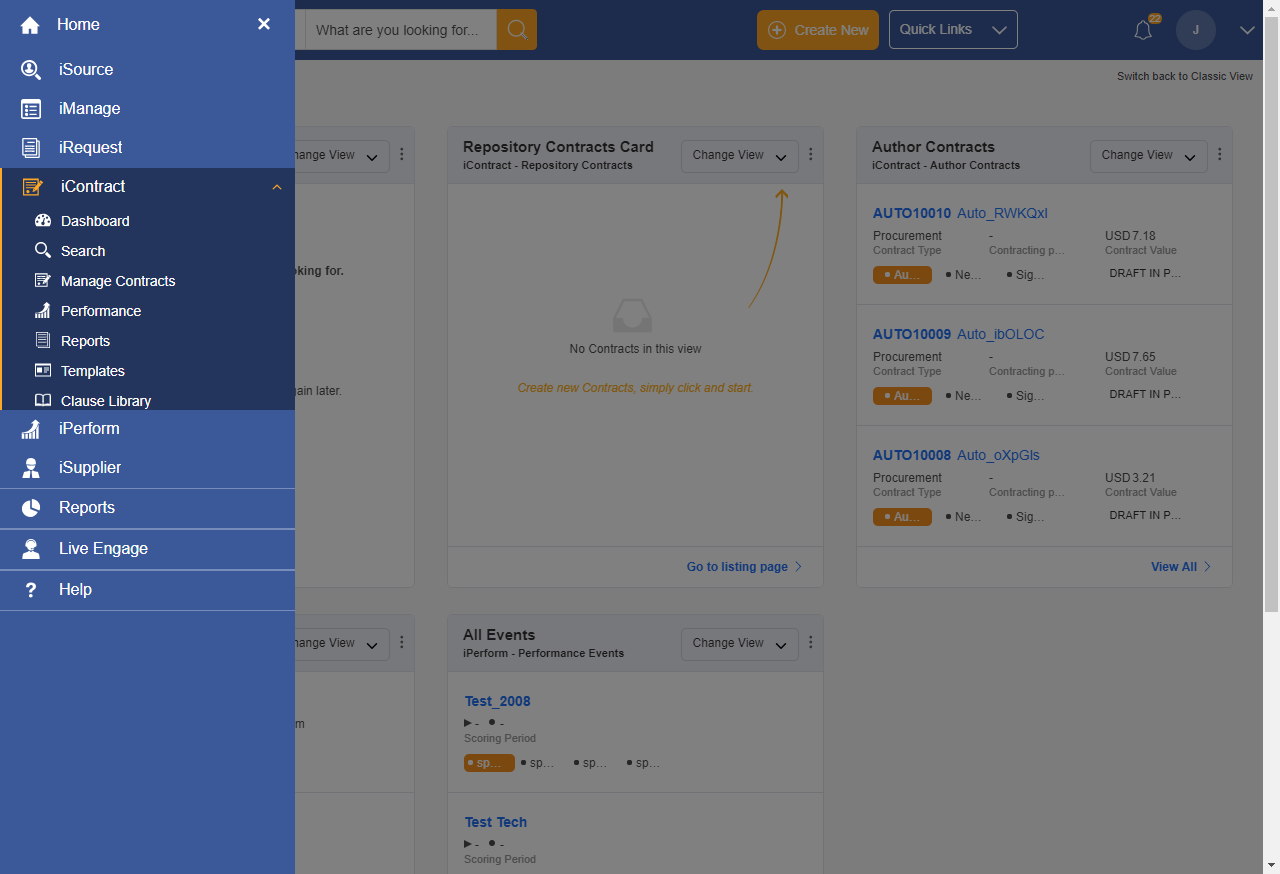 Home
iSource
iManage
iRequest
iContract
Dashboard
Search
Manage Contracts
Performance
Reports
Templates
Clause Library
iPerform
iSupplier
Reports
Live Engage
Help
What are you looking for...
Create New
Quick Links
22
J
Switch back to Classic View
View
king for.
later.
Repository Contracts Card
iContract - Repository Contracts
Change View
No Contracts in this view
Create new Contracts, simply click and start.
Go to listing page
Author Contracts
iContract - Author Contracts
Change View
AUTO10010 Auto_RWKQxI
Procurement - USD 7.18
Contract Type Contracting p... Contract Value
Au... Ne... Sig... DRAFT IN P...
AUTO10009 Auto_ibOLOC
Procurement - USD 7.65
Contract Type Contracting p... Contract Value
Au... Ne... Sig... DRAFT IN P...
AUTO10008 Auto_oXpGls
Procurement - USD 3.21
Contract Type Contracting p... Contract Value
Au... Ne... Sig... DRAFT IN P...
View All
View
m
All Events
iPerform - Performance Events
Change View
Test_2008
- -
Scoring Period
sp... sp... sp... sp...
Test Tech
- -
Scoring Period